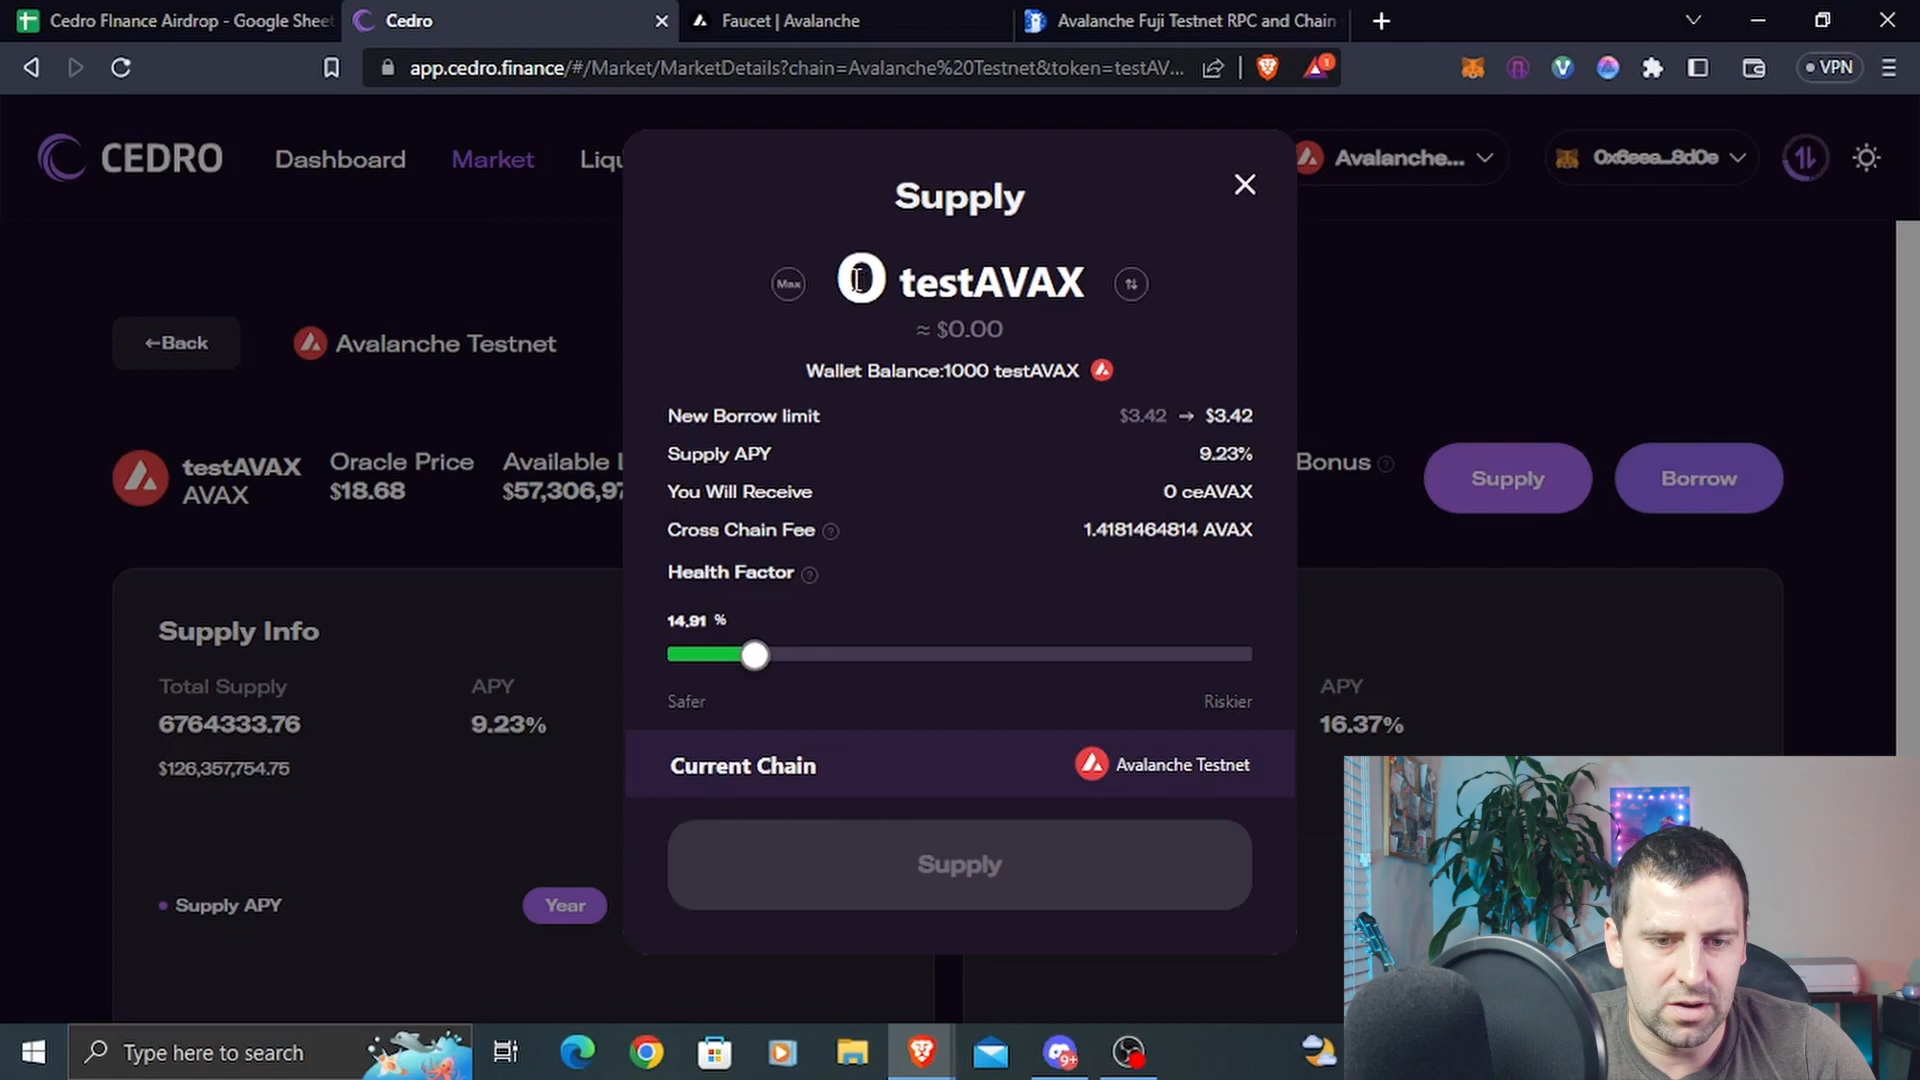 Cedro FInance Airdrop - Google Sheet
Cedro
Faucet | Avalanche
Avalanche Fuji Testnet RPC and Chain
app.cedro.finance/#/Market/MarketDetails?chain=Avalanche%20Testnet&token=testAV...
1
VPN
CEDRO
Dashboard
Market
Liqu
Avalanche...
0x6eea...8d0e
Supply
Max
0 testAVAX
≈ $0.00
Wallet Balance:1000 testAVAX
←Back
Avalanche Testnet
New Borrow limit
$3.42 → $3.42
Supply APY
9.23%
You Will Receive
0 ceAVAX
Cross Chain Fee ?
1.4181464814 AVAX
Health Factor ?
14.91 %
Safer
Riskier
Current Chain
Avalanche Testnet
Supply
testAVAX
AVAX
Oracle Price
$18.68
Available
$57,306,97
Bonus ?
Supply
Borrow
Supply Info
Total Supply
6764333.76
$126,357,754.75
APY
9.23%
APY
16.37%
Supply APY
Year
Type here to search
9+